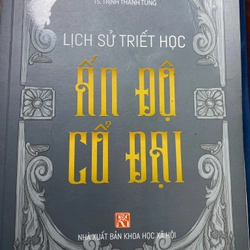 TS. TRỊNH THANH TÙNG
LỊCH SỬ TRIẾT HỌC
ẤN ĐỘ
CỔ ĐẠI
NHÀ XUẤT BẢN KHOA HỌC XÃ HỘI